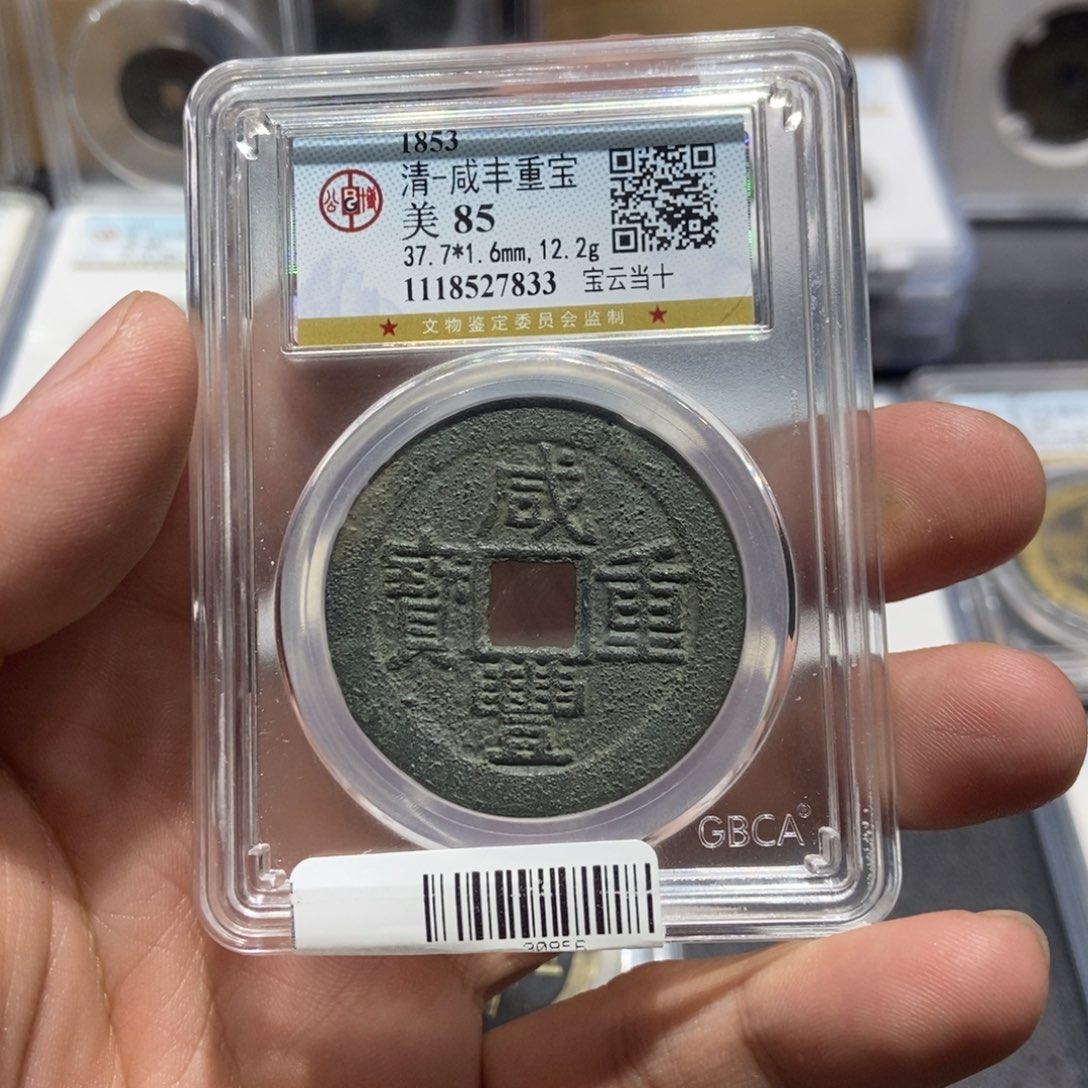 1853
清-咸丰重宝
美 85
37.7*1.6mm, 12.2g
1118527833 宝云当十
★ 文物鉴定委员会监制 ★
咸
寶 重
豐
GBCA®